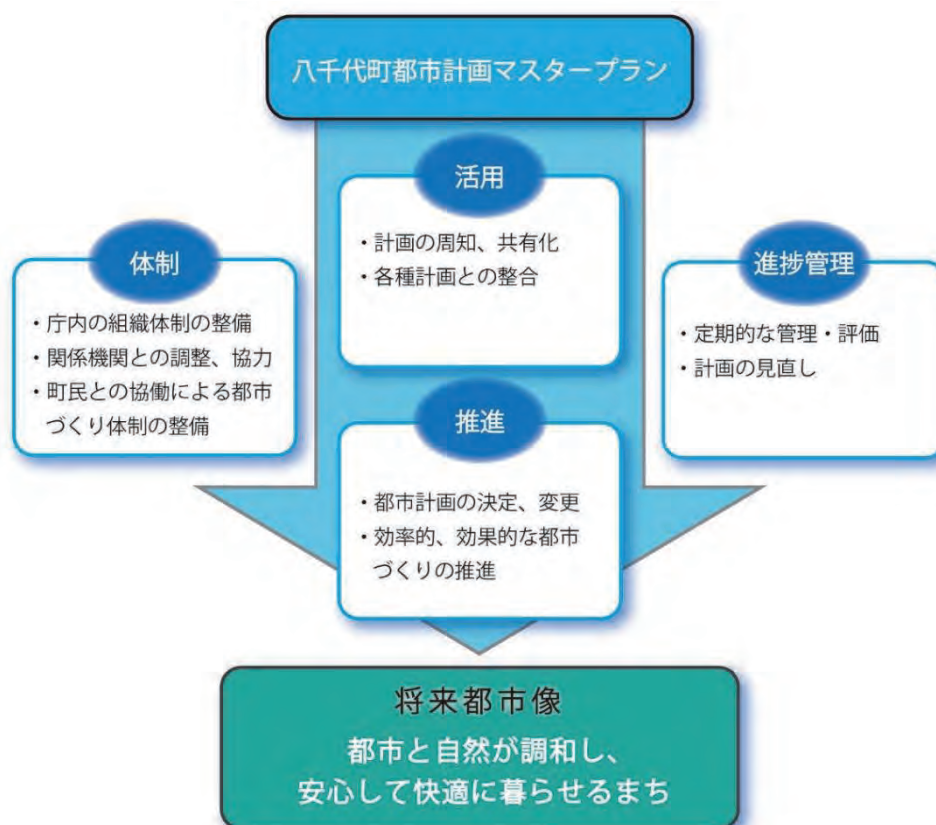 八千代町都市計画マスタープラン
活用
・計画の周知、共有化
・各種計画との整合
体制
・庁内の組織体制の整備
・関係機関との調整、協力
・町民との協働による都市
づくり体制の整備
進捗管理
・定期的な管理・評価
・計画の見直し
推進
・都市計画の決定、変更
・効率的、効果的な都市
づくりの推進
将来都市像
都市と自然が調和し、
安心して快適に暮らせるまち